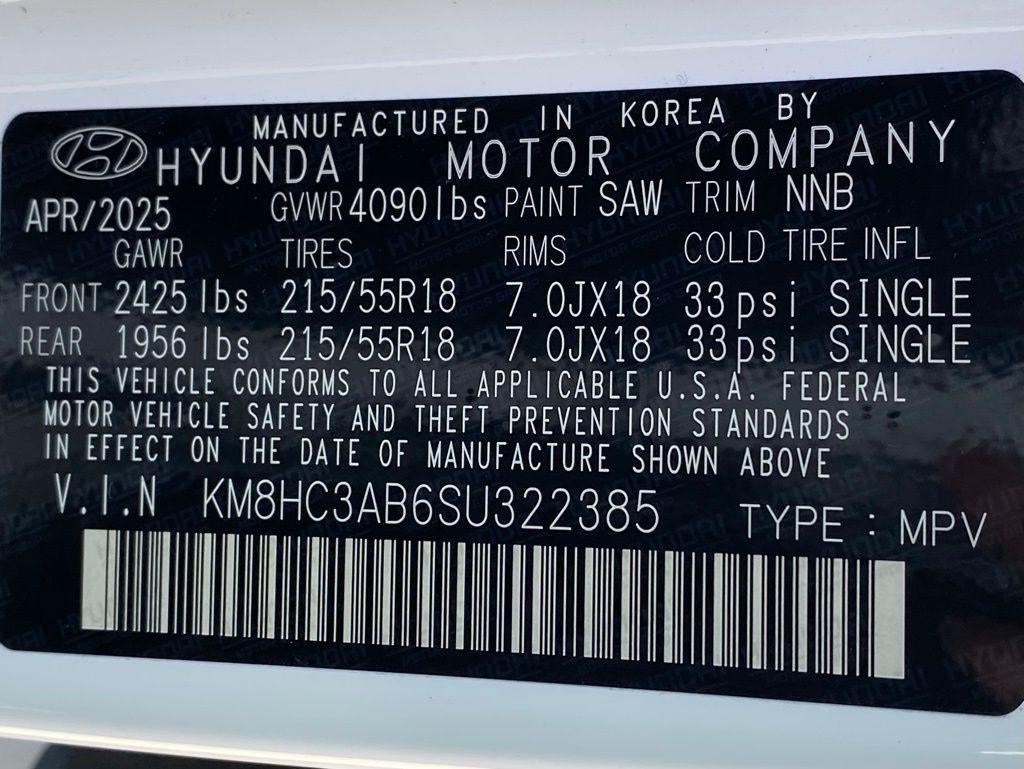 MANUFACTURED IN KOREA BY
HYUNDAI MOTOR COMPANY
APR/2025 GVWR 4090lbs PAINT SAW TRIM NNB
GAWR TIRES RIMS COLD TIRE INFL
FRONT 2425 lbs 215/55R18 7.0JX18 33psi SINGLE
REAR 1956 lbs 215/55R18 7.0JX18 33psi SINGLE
THIS VEHICLE CONFORMS TO ALL APPLICABLE U.S.A. FEDERAL
MOTOR VEHICLE SAFETY AND THEFT PREVENTION STANDARDS
IN EFFECT ON THE DATE OF MANUFACTURE SHOWN ABOVE
V.I.N KM8HC3AB6SU322385 TYPE : MPV